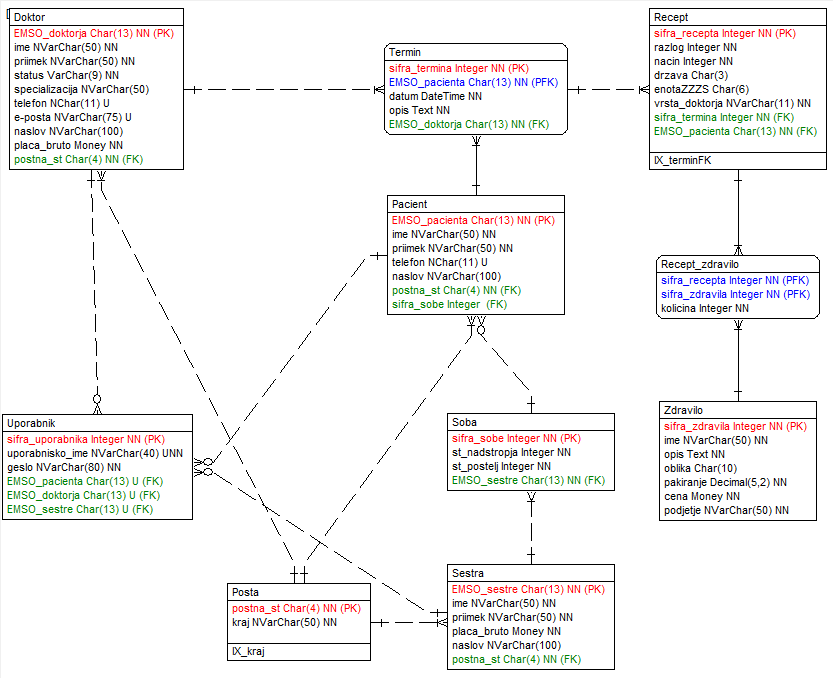 Doktor
EMSO_doktorja Char(13) NN (PK)
ime NVarChar(50) NN
priimek NVarChar(50) NN
status VarChar(9) NN
specializacija NVarChar(50)
telefon NChar(11) U
e-posta NVarChar(75) U
naslov NVarChar(100)
placa_bruto Money NN
postna_st Char(4) NN (FK)
Termin
sifra_termina Integer NN (PK)
EMSO_pacienta Char(13) NN (PFK)
datum DateTime NN
opis Text NN
EMSO_doktorja Char(13) NN (FK)
Recept
sifra_recepta Integer NN (PK)
razlog Integer NN
nacin Integer NN
drzava Char(3)
enotaZZZS Char(6)
vrsta_doktorja NVarChar(11) NN
sifra_termina Integer NN (FK)
EMSO_pacienta Char(13) NN (FK)
IX_terminFK
Pacient
EMSO_pacienta Char(13) NN (PK)
ime NVarChar(50) NN
priimek NVarChar(50) NN
telefon NChar(11) U
naslov NVarChar(100)
postna_st Char(4) NN (FK)
sifra_sobe Integer (FK)
Recept_zdravilo
sifra_recepta Integer NN (PFK)
sifra_zdravila Integer NN (PFK)
kolicina Integer NN
Uporabnik
sifra_uporabnika Integer NN (PK)
uporabnisko_ime NVarChar(40) UNN
geslo NVarChar(80) NN
EMSO_pacienta Char(13) U (FK)
EMSO_doktorja Char(13) U (FK)
EMSO_sestre Char(13) U (FK)
Soba
sifra_sobe Integer NN (PK)
st_nadstropja Integer NN
st_postelj Integer NN
EMSO_sestre Char(13) NN (FK)
Zdravilo
sifra_zdravila Integer NN (PK)
ime NVarChar(50) NN
opis Text NN
oblika Char(10)
pakiranje Decimal(5,2) NN
cena Money NN
podjetje NVarChar(50) NN
Posta
postna_st Char(4) NN (PK)
kraj NVarChar(50) NN
IX_kraj
Sestra
EMSO_sestre Char(13) NN (PK)
ime NVarChar(50) NN
priimek NVarChar(50) NN
placa_bruto Money NN
naslov NVarChar(100)
postna_st Char(4) NN (FK)